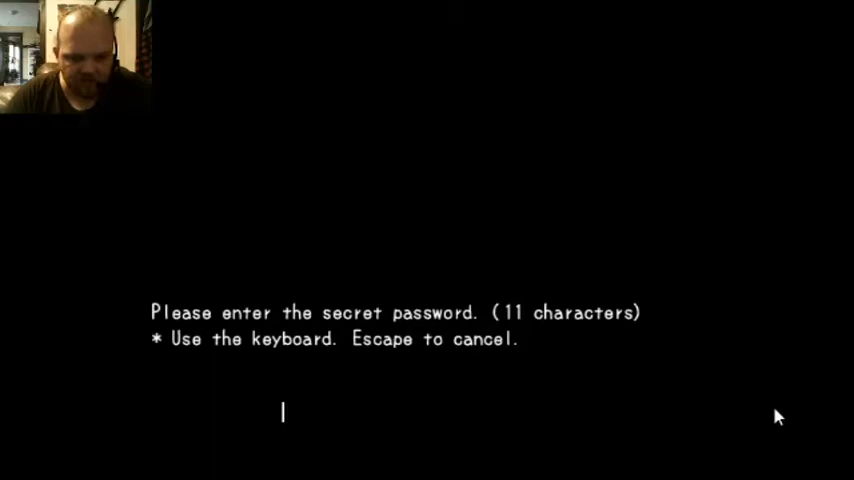 Please enter the secret password. (11 characters)
* Use the keyboard. Escape to cancel.